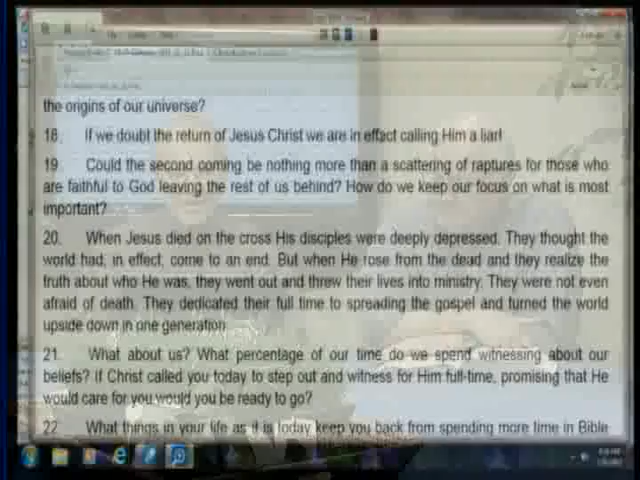 the origins of our universe?
18. If we doubt the return of Jesus Christ we are in effect calling Him a liar!
19. Could the second coming be nothing more than a scattering of raptures for those who
are faithful to God leaving the rest of us behind? How do we keep our focus on what is most
important?
20. When Jesus died on the cross His disciples were deeply depressed. They thought the
world had, in effect, come to an end. But when He rose from the dead and they realize the
truth about who He was, they went out and threw their lives into ministry. They were not even
afraid of death. They dedicated their full time to spreading the gospel and turned the world
upside down in one generation.
21. What about us? What percentage of our time do we spend witnessing about our
beliefs? If Christ called you today to step out and witness for Him full-time, promising that He
would care for you would you be ready to go?
22. What things in your life as it is today keep you back from spending more time in Bible